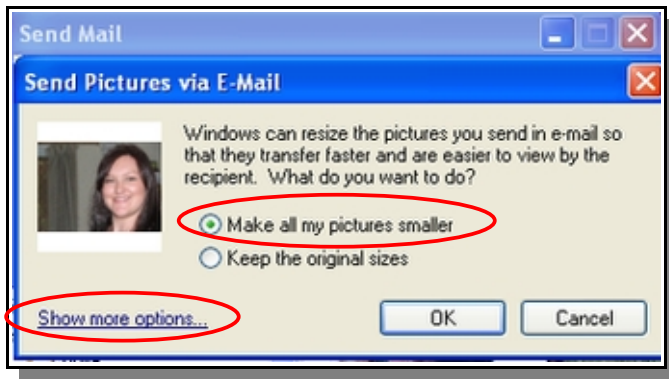 Send Mail
Send Pictures via E-Mail
Windows can resize the pictures you send in e-mail so
that they transfer faster and are easier to view by the
recipient. What do you want to do?
Make all my pictures smaller
Keep the original sizes
Show more options...
OK
Cancel